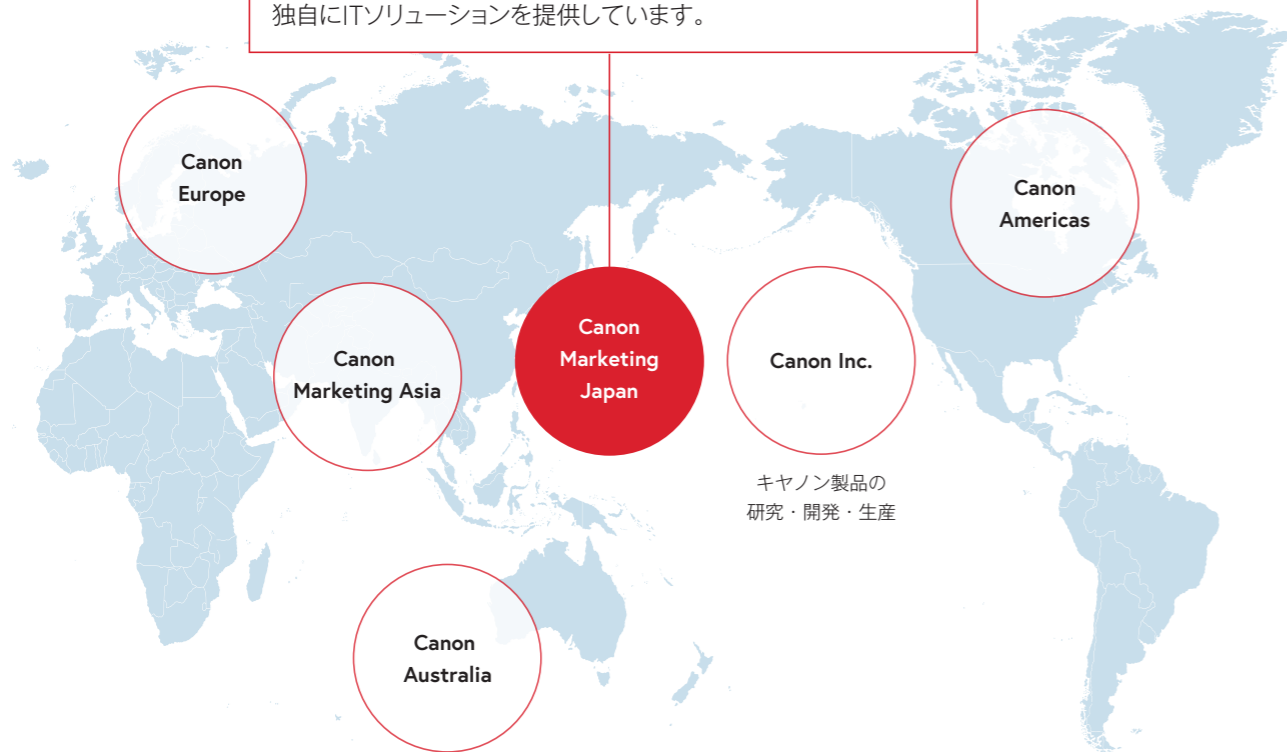 独自にITソリューションを提供しています。
Canon
Europe
Canon
Americas
Canon
Marketing Asia
Canon
Marketing
Japan
Canon Inc.
キヤノン製品の
研究・開発・生産
Canon
Australia